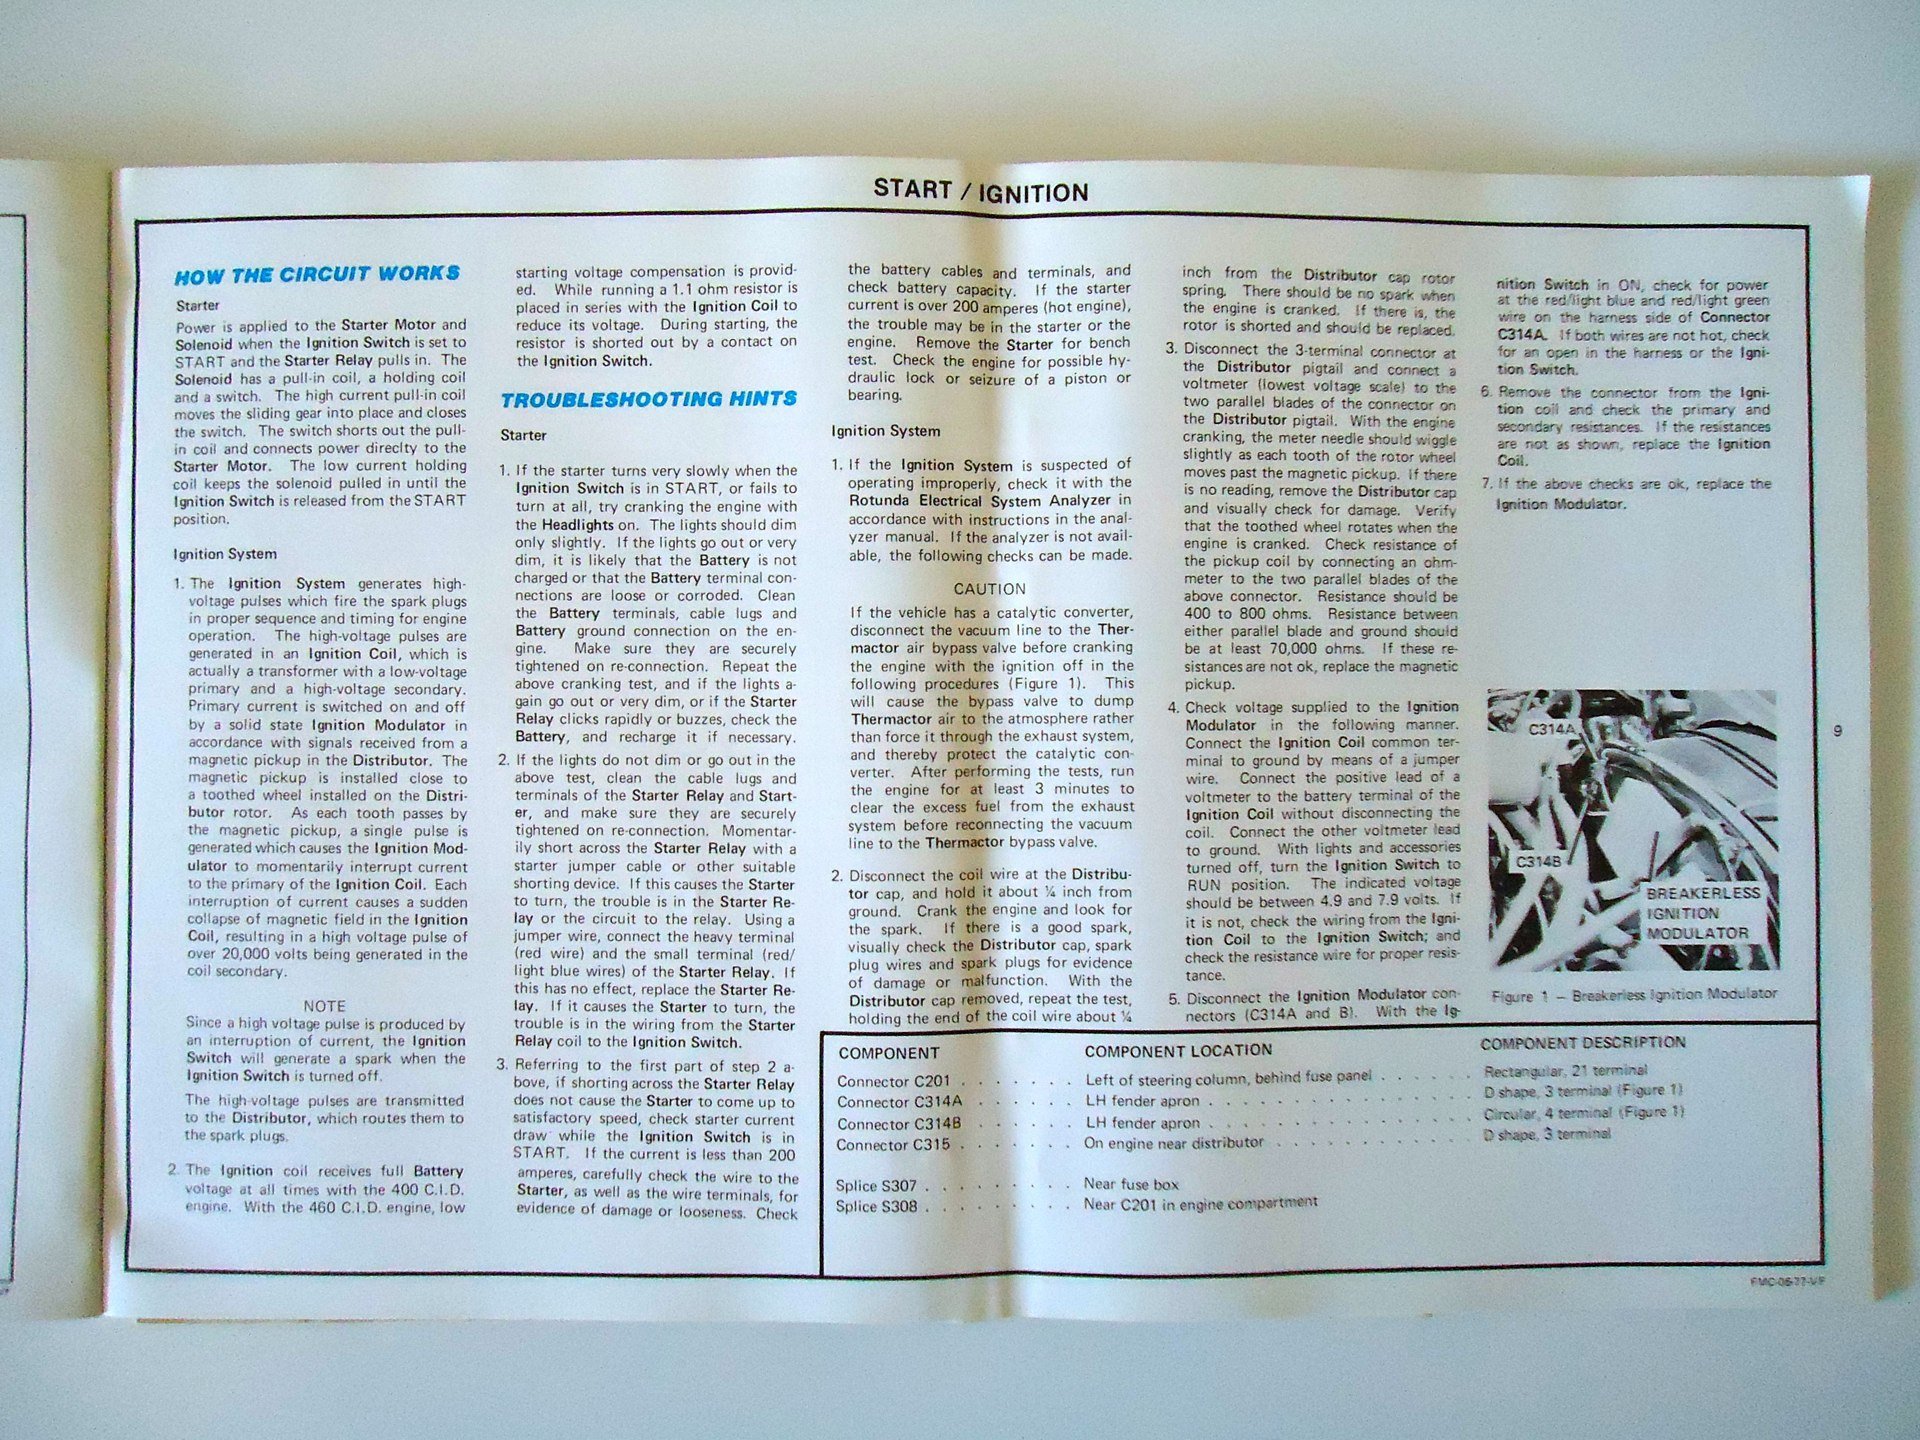 START / IGNITION
HOW THE CIRCUIT WORKS
Starter
Power is applied to the Starter Motor and
Solenoid when the Ignition Switch is set to
START and the Starter Relay pulls in. The
Solenoid has a pull-in coil, a holding coil
and a switch. The high current pull-in coil
moves the sliding gear into place and closes
the switch. The switch shorts out the pull-
in coil and connects power direclty to the
Starter Motor. The low current holding
coil keeps the solenoid pulled in until the
Ignition Switch is released from the START
position.
Ignition System
1. The Ignition System generates high-
voltage pulses which fire the spark plugs
in proper sequence and timing for engine
operation. The high-voltage pulses are
generated in an Ignition Coil, which is
actually a transformer with a low-voltage
primary and a high-voltage secondary.
Primary current is switched on and off
by a solid state Ignition Modulator in
accordance with signals received from a
magnetic pickup in the Distributor. The
magnetic pickup is installed close to
a toothed wheel installed on the Distri-
butor rotor. As each tooth passes by
the magnetic pickup, a single pulse is
generated which causes the Ignition Mod-
ulator to momentarily interrupt current
to the primary of the Ignition Coil. Each
interruption of current causes a sudden
collapse of magnetic field in the Ignition
Coil, resulting in a high voltage pulse of
over 20,000 volts being generated in the
coil secondary.
NOTE
Since a high voltage pulse is produced by
an interruption of current, the Ignition
Switch will generate a spark when the
Ignition Switch is turned off.
The high-voltage pulses are transmitted
to the Distributor, which routes them to
the spark plugs.
2. The Ignition coil receives full Battery
voltage at all times with the 400 C.I.D.
engine. With the 460 C.I.D. engine, low
starting voltage compensation is provid-
ed. While running a 1.1 ohm resistor is
placed in series with the Ignition Coil to
reduce its voltage. During starting, the
resistor is shorted out by a contact on
the Ignition Switch.
TROUBLESHOOTING HINTS
Starter
1. If the starter turns very slowly when the
Ignition Switch is in START, or fails to
turn at all, try cranking the engine with
the Headlights on. The lights should dim
only slightly. If the lights go out or very
dim, it is likely that the Battery is not
charged or that the Battery terminal con-
nections are loose or corroded. Clean
the Battery terminals, cable lugs and
Battery ground connection on the en-
gine. Make sure they are securely
tightened on re-connection. Repeat the
above cranking test, and if the lights a-
gain go out or very dim, or if the Starter
Relay clicks rapidly or buzzes, check the
Battery, and recharge it if necessary.
2. If the lights do not dim or go out in the
above test, clean the cable lugs and
terminals of the Starter Relay and Start-
er, and make sure they are securely
tightened on re-connection. Momentar-
ily short across the Starter Relay with a
starter jumper cable or other suitable
shorting device. If this causes the Starter
to turn, the trouble is in the Starter Re-
lay or the circuit to the relay. Using a
jumper wire, connect the heavy terminal
(red wire) and the small terminal (red/
light blue wires) of the Starter Relay. If
this has no effect, replace the Starter Re-
lay. If it causes the Starter to turn, the
trouble is in the wiring from the Starter
Relay coil to the Ignition Switch.
3. Referring to the first part of step 2 a-
bove, if shorting across the Starter Relay
does not cause the Starter to come up to
satisfactory speed, check starter current
draw while the Ignition Switch is in
START. If the current is less than 200
amperes, carefully check the wire to the
Starter, as well as the wire terminals, for
evidence of damage or looseness. Check
the battery cables and terminals, and
check battery capacity. If the starter
current is over 200 amperes (hot engine),
the trouble may be in the starter or the
engine. Remove the Starter for bench
test. Check the engine for possible hy-
draulic lock or seizure of a piston or
bearing.
Ignition System
1. If the Ignition System is suspected of
operating improperly, check it with the
Rotunda Electrical System Analyzer in
accordance with instructions in the anal-
yzer manual. If the analyzer is not avail-
able, the following checks can be made.
CAUTION
If the vehicle has a catalytic converter,
disconnect the vacuum line to the Ther-
mactor air bypass valve before cranking
the engine with the ignition off in the
following procedures (Figure 1). This
will cause the bypass valve to dump
Thermactor air to the atmosphere rather
than force it through the exhaust system,
and thereby protect the catalytic con-
verter. After performing the tests, run
the engine for at least 3 minutes to
clear the excess fuel from the exhaust
system before reconnecting the vacuum
line to the Thermactor bypass valve.
2. Disconnect the coil wire at the Distribu-
tor cap, and hold it about ¼ inch from
ground. Crank the engine and look for
the spark. If there is a good spark,
visually check the Distributor cap, spark
plug wires and spark plugs for evidence
of damage or malfunction. With the
Distributor cap removed, repeat the test,
holding the end of the coil wire about ¼
inch from the Distributor cap rotor
spring. There should be no spark when
the engine is cranked. If there is, the
rotor is shorted and should be replaced.
3. Disconnect the 3-terminal connector at
the Distributor pigtail and connect a
voltmeter (lowest voltage scale) to the
two parallel blades of the connector on
the Distributor pigtail. With the engine
cranking, the meter needle should wiggle
slightly as each tooth of the rotor wheel
moves past the magnetic pickup. If there
is no reading, remove the Distributor cap
and visually check for damage. Verify
that the toothed wheel rotates when the
engine is cranked. Check resistance of
the pickup coil by connecting an ohm-
meter to the two parallel blades of the
above connector. Resistance should be
400 to 800 ohms. Resistance between
either parallel blade and ground should
be at least 70,000 ohms. If these re-
sistances are not ok, replace the magnetic
pickup.
4. Check voltage supplied to the Ignition
Modulator in the following manner.
Connect the Ignition Coil common ter-
minal to ground by means of a jumper
wire. Connect the positive lead of a
voltmeter to the battery terminal of the
Ignition Coil without disconnecting the
coil. Connect the other voltmeter lead
to ground. With lights and accessories
turned off, turn the Ignition Switch to
RUN position. The indicated voltage
should be between 4.9 and 7.9 volts. If
it is not, check the wiring from the Igni-
tion Coil to the Ignition Switch; and
check the resistance wire for proper resis-
tance.
5. Disconnect the Ignition Modulator con-
nectors (C314A and B). With the Ig-
nition Switch in ON, check for power
at the red/light blue and red/light green
wire on the harness side of Connector
C314A. If both wires are not hot, check
for an open in the harness or the Igni-
tion Switch.
6. Remove the connector from the Igni-
tion coil and check the primary and
secondary resistances. If the resistances
are not as shown, replace the Ignition
Coil.
7. If the above checks are ok, replace the
Ignition Modulator.
C314A
C314B
BREAKERLESS
IGNITION
MODULATOR
Figure 1 – Breakerless Ignition Modulator
9
COMPONENT COMPONENT LOCATION COMPONENT DESCRIPTION
Connector C201 . . . . . . . Left of steering column, behind fuse panel . . . . . . Rectangular, 21 terminal
Connector C314A . . . . . . LH fender apron . . . . . . . . . . . . . . . . D shape, 3 terminal (Figure 1)
Connector C314B . . . . . . LH fender apron . . . . . . . . . . . . . . . . Circular, 4 terminal (Figure 1)
Connector C315 . . . . . . . On engine near distributor . . . . . . . . . . . . D shape, 3 terminal
Splice S307 . . . . . . . . . Near fuse box
Splice S308 . . . . . . . . . Near C201 in engine compartment